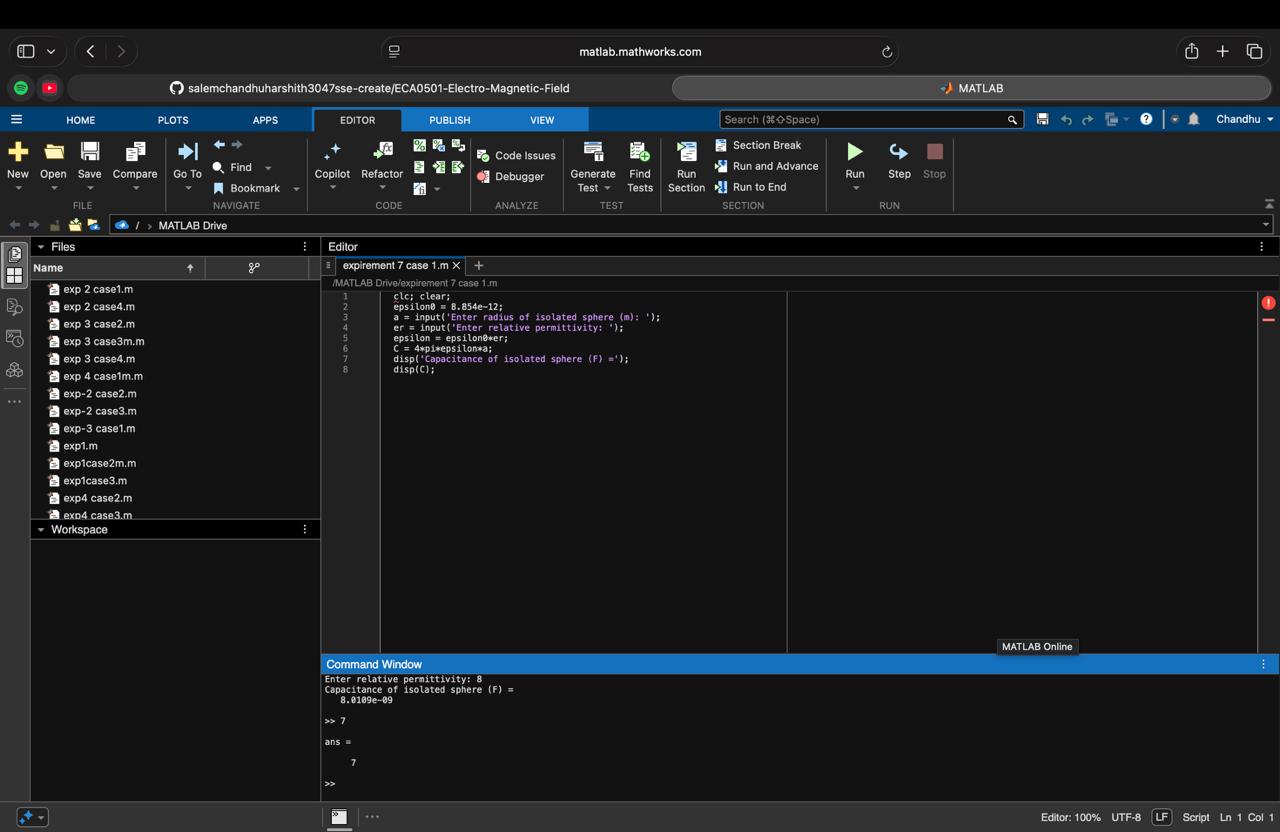 matlab.mathworks.com
salemchandhuharshith3047sse-create/ECA0501-Electro-Magnetic-Field
MATLAB
HOME PLOTS APPS EDITOR PUBLISH VIEW
Search (⌘⇧Space)
Chandhu
New Open Save Compare
FILE
Go To
Find
Bookmark
NAVIGATE
Copilot Refactor
CODE
Code Issues
Debugger
ANALYZE
Generate Test
Find Tests
TEST
Run Section
Section Break
Run and Advance
Run to End
SECTION
Run Step Stop
RUN
/ › MATLAB Drive
Files
Name
exp 2 case1.m
exp 2 case4.m
exp 3 case2.m
exp 3 case3m.m
exp 3 case4.m
exp 4 case1m.m
exp-2 case2.m
exp-2 case3.m
exp-3 case1.m
exp1.m
exp1case2m.m
exp1case3.m
exp4 case2.m
exp4 case3.m
Workspace
Editor
expirement 7 case 1.m
/MATLAB Drive/expirement 7 case 1.m
1 clc; clear;
2 epsilon0 = 8.854e-12;
3 a = input('Enter radius of isolated sphere (m): ');
4 er = input('Enter relative permittivity: ');
5 epsilon = epsilon0*er;
6 C = 4*pi*epsilon*a;
7 disp('Capacitance of isolated sphere (F) =');
8 disp(C);
MATLAB Online
Command Window
Enter relative permittivity: 8
Capacitance of isolated sphere (F) =
8.0109e-09
>> 7
ans =
7
>>
Editor: 100% UTF-8 LF Script Ln 1 Col 1